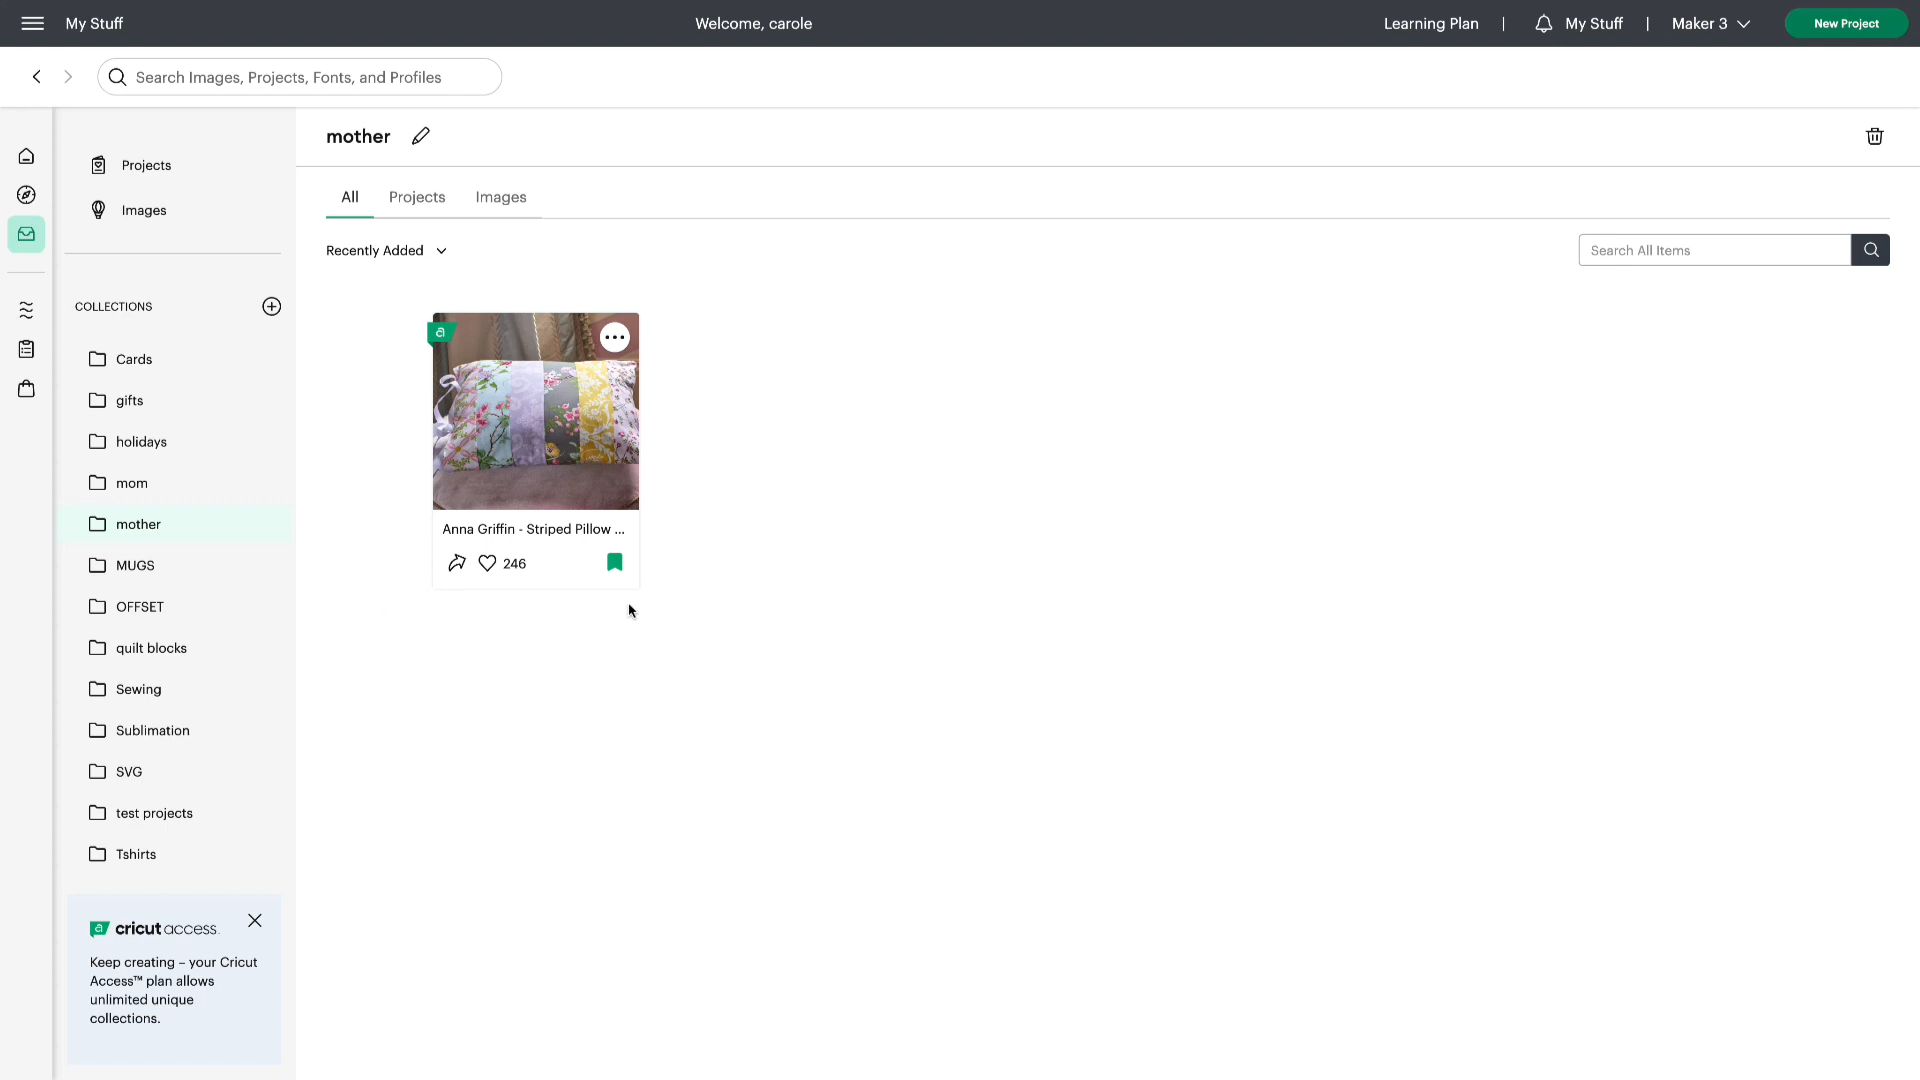 My Stuff
Welcome, carole
Learning Plan
My Stuff
Maker 3
New Project
Search Images, Projects, Fonts, and Profiles
Projects
Images
COLLECTIONS
Cards
gifts
holidays
mom
mother
MUGS
OFFSET
quilt blocks
Sewing
Sublimation
SVG
test projects
Tshirts
a cricut access.
Keep creating – your Cricut
Access™ plan allows
unlimited unique
collections.
mother
All
Projects
Images
Recently Added
Search All Items
a
Anna Griffin - Striped Pillow ...
246